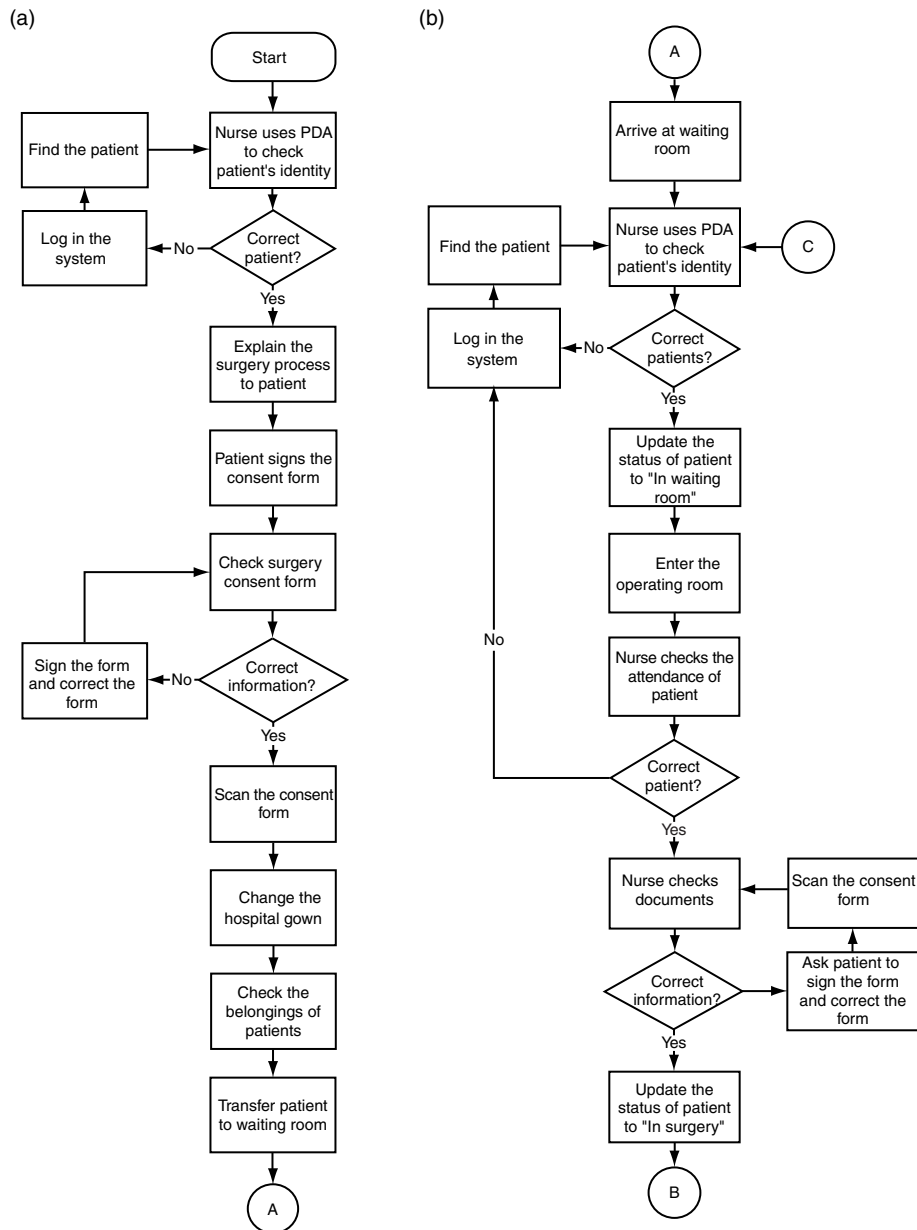 (a)
Start
Nurse uses PDA
to check
patient's identity
Find the patient
Log in the
system
No
Correct
patient?
Yes
Explain the
surgery process
to patient
Patient signs the
consent form
Check surgery
consent form
Sign the form
and correct the
form
No
Correct
information?
Yes
Scan the consent
form
Change the
hospital gown
Check the
belongings of
patients
Transfer patient
to waiting room
A
(b)
A
Arrive at waiting
room
Nurse uses PDA
to check
patient's identity
C
Find the patient
Log in the
system
No
Correct
patients?
Yes
Update the
status of patient
to "In waiting
room"
Enter the
operating room
Nurse checks the
attendance of
patient
No
Correct
patient?
Yes
Nurse checks
documents
Scan the consent
form
Correct
information?
Ask patient to
sign the form
and correct the
form
Yes
Update the
status of patient
to "In surgery"
B